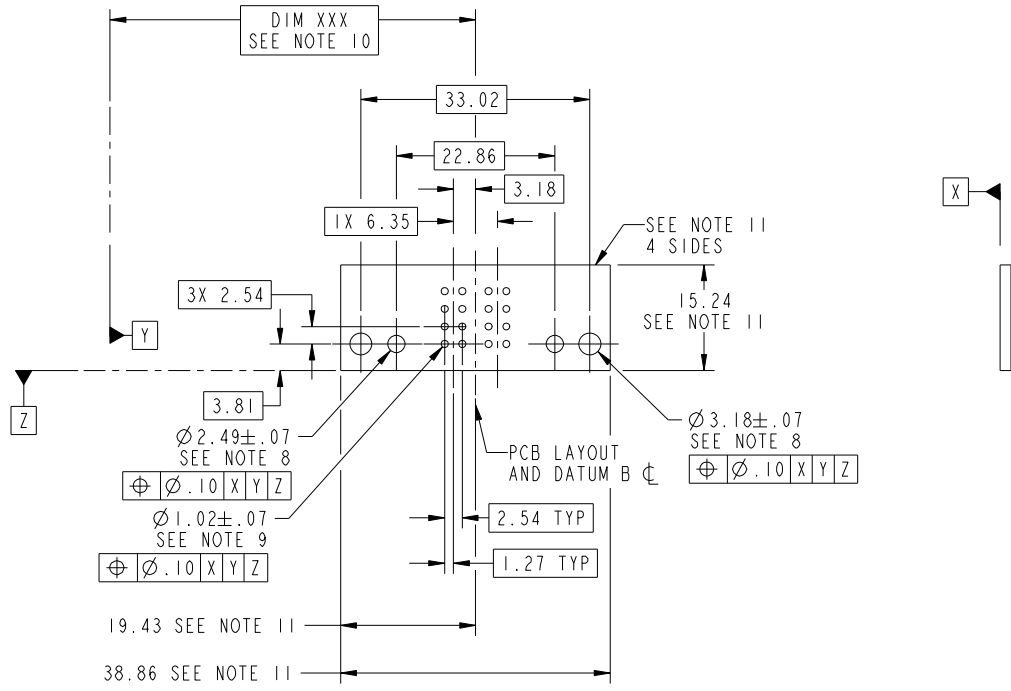 DIM XXX
SEE NOTE 10
33.02
22.86
3.18
1X 6.35
X
SEE NOTE 11
4 SIDES
3X 2.54
15.24
SEE NOTE 11
Y
Z
3.81
Ø2.49±.07
SEE NOTE 8
⌖ Ø.10 X Y Z
Ø3.18±.07
SEE NOTE 8
⌖ Ø.10 X Y Z
PCB LAYOUT
AND DATUM B ℄
Ø1.02±.07
SEE NOTE 9
⌖ Ø.10 X Y Z
2.54 TYP
1.27 TYP
19.43 SEE NOTE 11
38.86 SEE NOTE 11